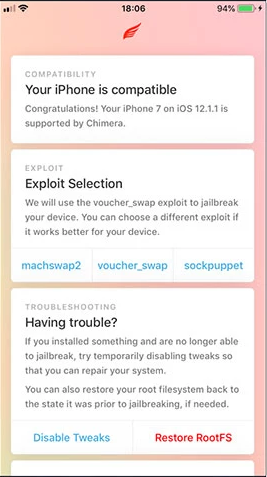 18:06 94%
COMPATIBILITY
Your iPhone is compatible
Congratulations! Your iPhone 7 on iOS 12.1.1 is
supported by Chimera.
EXPLOIT
Exploit Selection
We will use the voucher_swap exploit to jailbreak
your device. You can choose a different exploit if
it works better for your device.
machswap2 voucher_swap sockpuppet
TROUBLESHOOTING
Having trouble?
If you installed something and are no longer able
to jailbreak, try temporarily disabling tweaks so
that you can repair your system.
You can also restore your root filesystem back to
the state it was prior to jailbreaking, if needed.
Disable Tweaks Restore RootFS